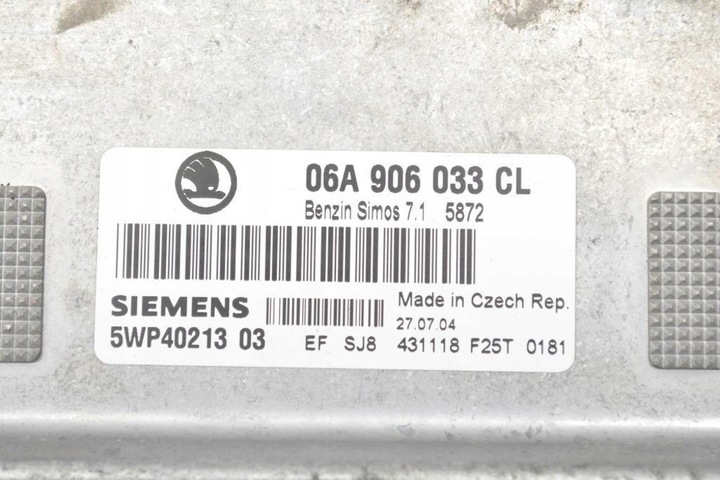 06A 906 033 CL
Benzin Simos 7.1 5872
SIEMENS
Made in Czech Rep.
27.07.04
5WP40213 03
EF SJ8 431118 F25T 0181